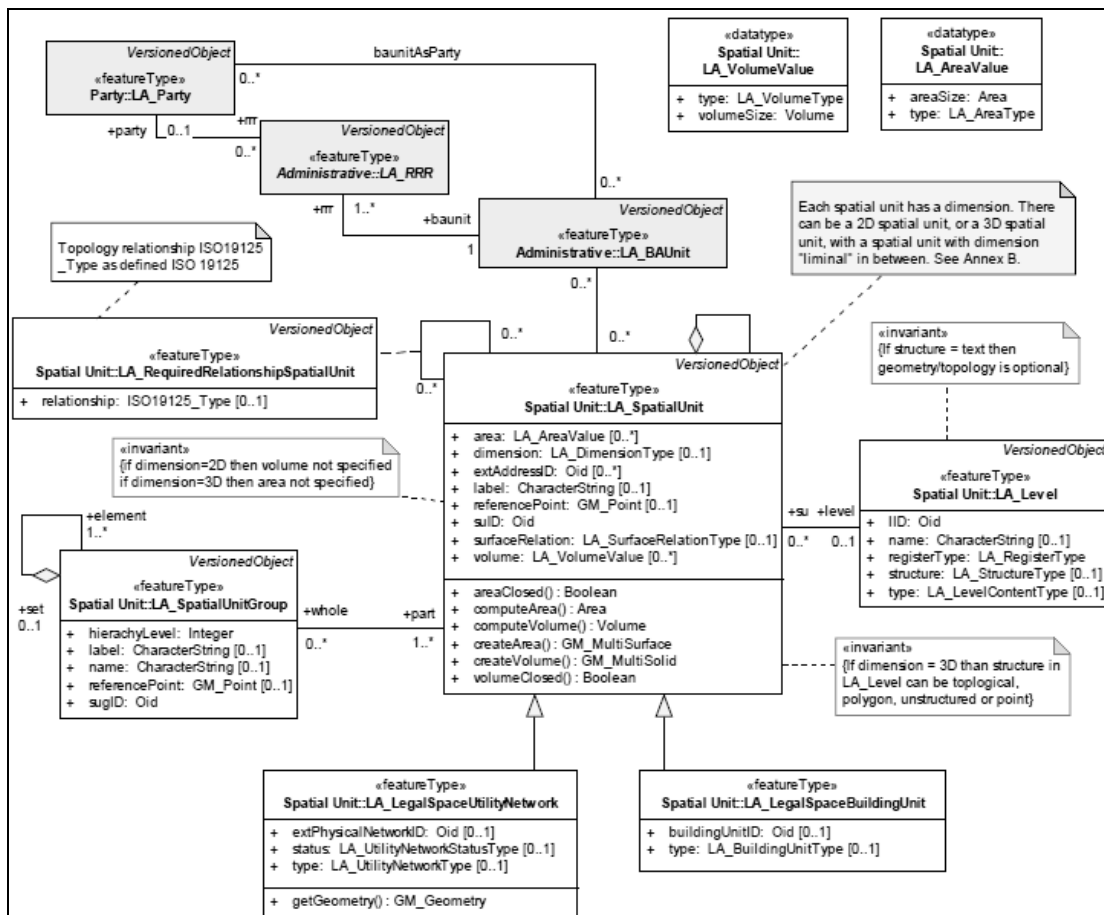 VersionedObject
«featureType»
Party::LA_Party
baunitAsParty
0..*
+party
0..1
+rrr
0..*
VersionedObject
«featureType»
Administrative::LA_RRR
+rrr
1..*
+baunit
1
0..*
VersionedObject
«featureType»
Administrative::LA_BAUnit
0..*
«datatype»
Spatial Unit::
LA_VolumeValue
+ type: LA_VolumeType
+ volumeSize: Volume
«datatype»
Spatial Unit::
LA_AreaValue
+ areaSize: Area
+ type: LA_AreaType
Each spatial unit has a dimension. There
can be a 2D spatial unit, or a 3D spatial
unit, with a spatial unit with dimension
"liminal" in between. See Annex B.
Topology relationship ISO19125
_Type as defined ISO 19125
VersionedObject
«featureType»
Spatial Unit::LA_RequiredRelationshipSpatialUnit
+ relationship: ISO19125_Type [0..1]
0..*
0..*
0..*
VersionedObject
«featureType»
Spatial Unit::LA_SpatialUnit
+ area: LA_AreaValue [0..*]
+ dimension: LA_DimensionType [0..1]
+ extAddressID: Oid [0..*]
+ label: CharacterString [0..1]
+ referencePoint: GM_Point [0..1]
+ suID: Oid
+ surfaceRelation: LA_SurfaceRelationType [0..1]
+ volume: LA_VolumeValue [0..*]
+ areaClosed() : Boolean
+ computeArea() : Area
+ computeVolume() : Volume
+ createArea() : GM_MultiSurface
+ createVolume() : GM_MultiSolid
+ volumeClosed() : Boolean
«invariant»
{If structure = text then
geometry/topology is optional}
«invariant»
{if dimension=2D then volume not specified
if dimension=3D then area not specified}
VersionedObject
«featureType»
Spatial Unit::LA_Level
+ lID: Oid
+ name: CharacterString [0..1]
+ registerType: LA_RegisterType
+ structure: LA_StructureType [0..1]
+ type: LA_LevelContentType [0..1]
+su
+level
0..*
0..1
+element
1..*
VersionedObject
«featureType»
Spatial Unit::LA_SpatialUnitGroup
+ hierachyLevel: Integer
+ label: CharacterString [0..1]
+ name: CharacterString [0..1]
+ referencePoint: GM_Point [0..1]
+ sugID: Oid
+set
0..1
+whole
0..*
+part
1..*
«invariant»
{If dimension = 3D than structure in
LA_Level can be toplogical,
polygon, unstructured or point}
«featureType»
Spatial Unit::LA_LegalSpaceUtilityNetwork
+ extPhysicalNetworkID: Oid [0..1]
+ status: LA_UtilityNetworkStatusType [0..1]
+ type: LA_UtilityNetworkType [0..1]
+ getGeometry() : GM_Geometry
«featureType»
Spatial Unit::LA_LegalSpaceBuildingUnit
+ buildingUnitID: Oid [0..1]
+ type: LA_BuildingUnitType [0..1]